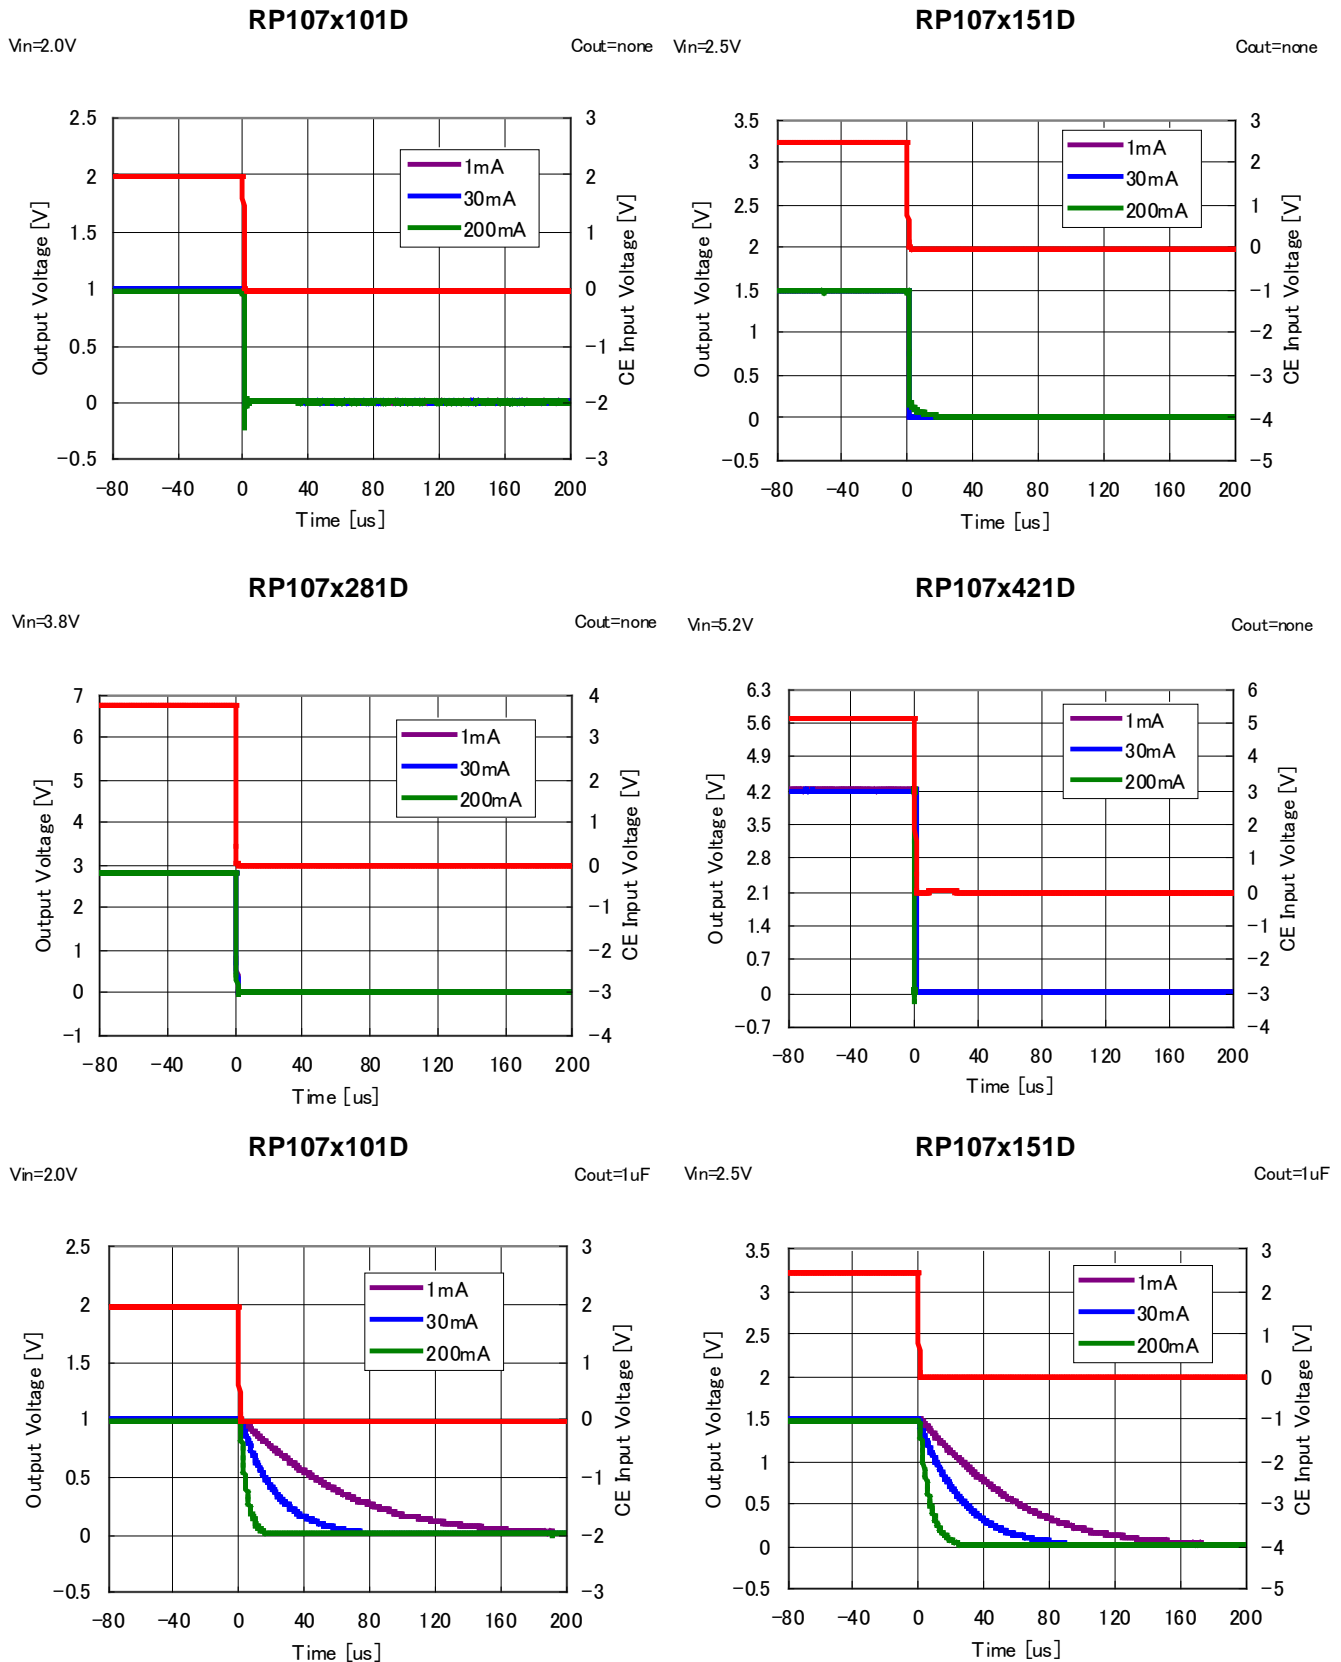 RP107x101D
Vin=2.0V
Cout=none
2.5
2
1.5
1
0.5
0
−0.5
3
2
1
0
−1
−2
−3
1mA
30mA
200mA
Output Voltage [V]
CE Input Voltage [V]
−80 −40 0 40 80 120 160 200
Time [us]
RP107x151D
Vin=2.5V
Cout=none
3.5
3
2.5
2
1.5
1
0.5
0
−0.5
3
2
1
0
−1
−2
−3
−4
−5
1mA
30mA
200mA
Output Voltage [V]
CE Input Voltage [V]
−80 −40 0 40 80 120 160 200
Time [us]
RP107x281D
Vin=3.8V
Cout=none
7
6
5
4
3
2
1
0
−1
4
3
2
1
0
−1
−2
−3
−4
1mA
30mA
200mA
Output Voltage [V]
CE Input Voltage [V]
−80 −40 0 40 80 120 160 200
Time [us]
RP107x421D
Vin=5.2V
Cout=none
6.3
5.6
4.9
4.2
3.5
2.8
2.1
1.4
0.7
0
−0.7
6
5
4
3
2
1
0
−1
−2
−3
−4
1mA
30mA
200mA
Output Voltage [V]
CE Input Voltage [V]
−80 −40 0 40 80 120 160 200
Time [us]
RP107x101D
Vin=2.0V
Cout=1uF
2.5
2
1.5
1
0.5
0
−0.5
3
2
1
0
−1
−2
−3
1mA
30mA
200mA
Output Voltage [V]
CE Input Voltage [V]
−80 −40 0 40 80 120 160 200
Time [us]
RP107x151D
Vin=2.5V
Cout=1uF
3.5
3
2.5
2
1.5
1
0.5
0
−0.5
3
2
1
0
−1
−2
−3
−4
−5
1mA
30mA
200mA
Output Voltage [V]
CE Input Voltage [V]
−80 −40 0 40 80 120 160 200
Time [us]